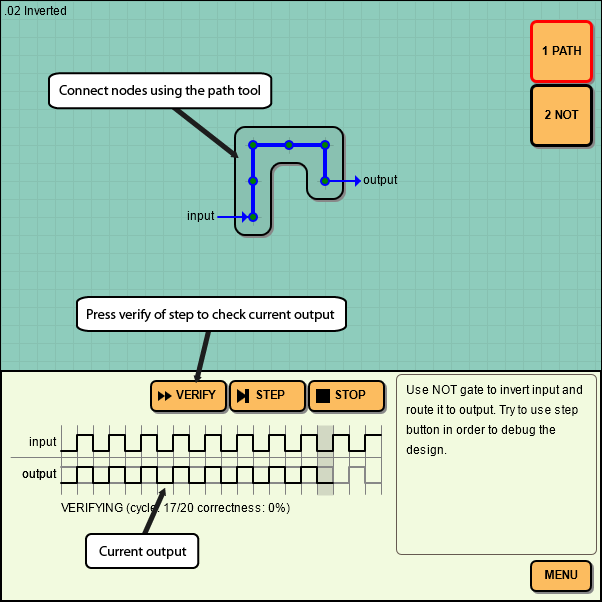 .02 Inverted
1 PATH
Connect nodes using the path tool
2 NOT
output
input
Press verify of step to check current output
VERIFY
STEP
STOP
Use NOT gate to invert input and
route it to output. Try to use step
button in order to debug the
design.
input
output
VERIFYING (cycle: 17/20 correctness: 0%)
Current output
MENU